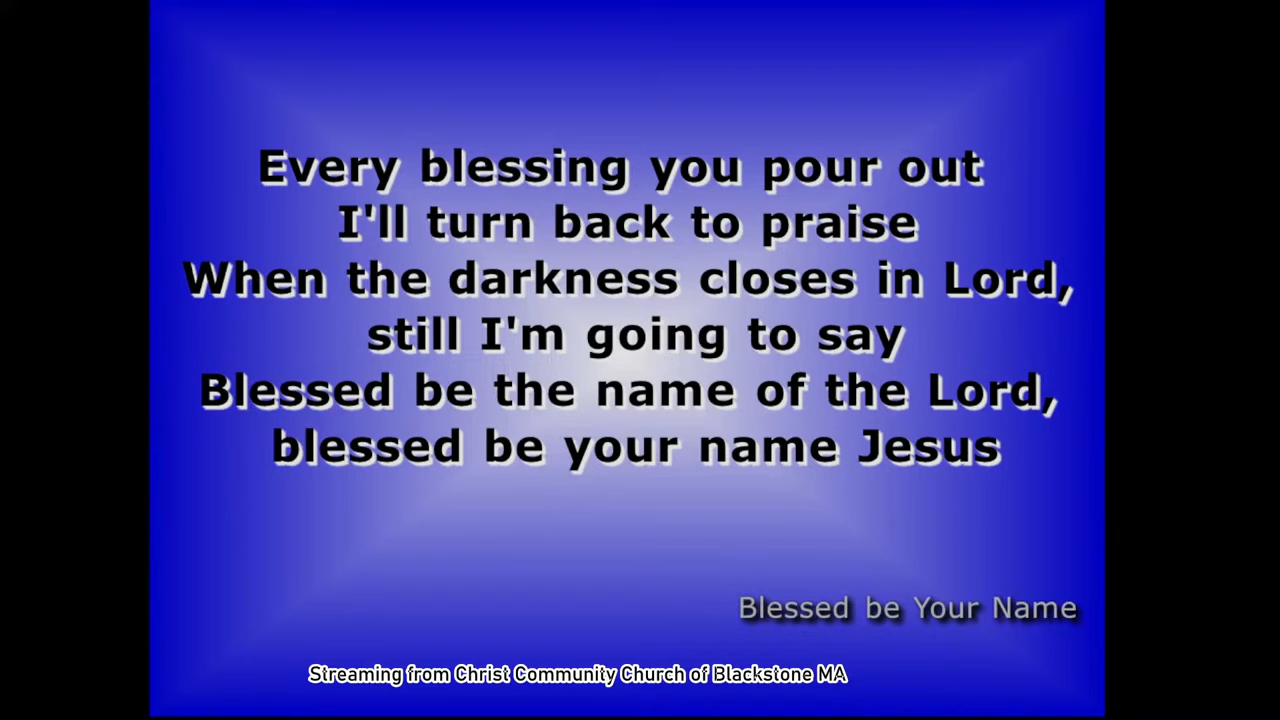 Every blessing you pour out
I'll turn back to praise
When the darkness closes in Lord,
still I'm going to say
Blessed be the name of the Lord,
blessed be your name Jesus
Blessed be Your Name
Streaming from Christ Community Church of Blackstone MA